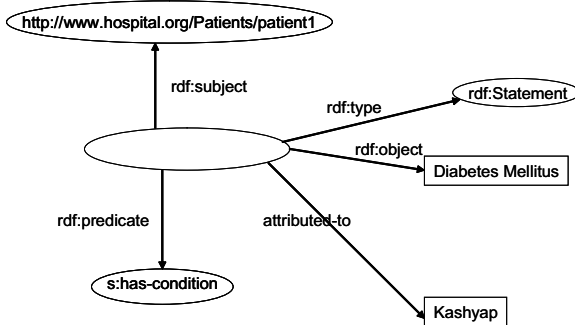 http://www.hospital.org/Patients/patient1
rdf:subject
rdf:type
rdf:Statement
rdf:object
Diabetes Mellitus
rdf:predicate
attributed-to
s:has-condition
Kashyap